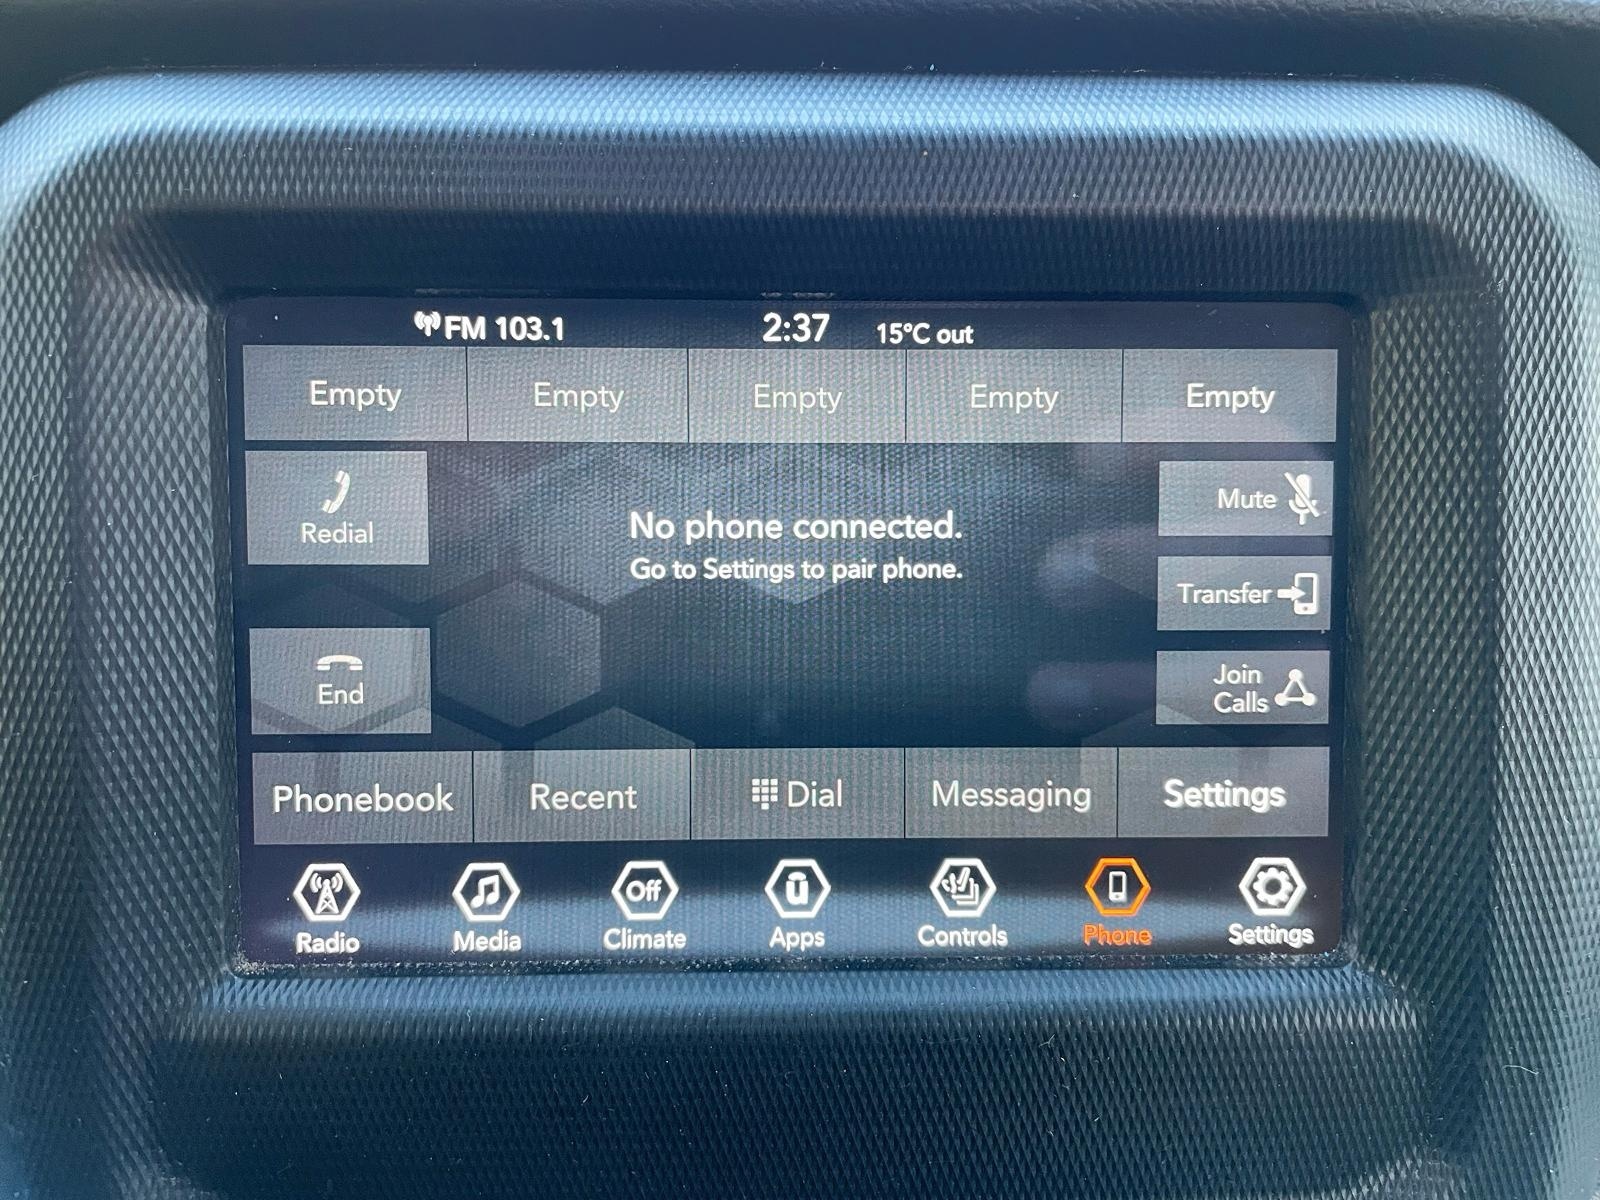 FM 103.1 2:37 15°C out
Empty Empty Empty Empty Empty
Redial
Mute
No phone connected.
Go to Settings to pair phone.
Transfer
End
Join
Calls
Phonebook Recent Dial Messaging Settings
Off
Radio Media Climate Apps Controls Phone Settings